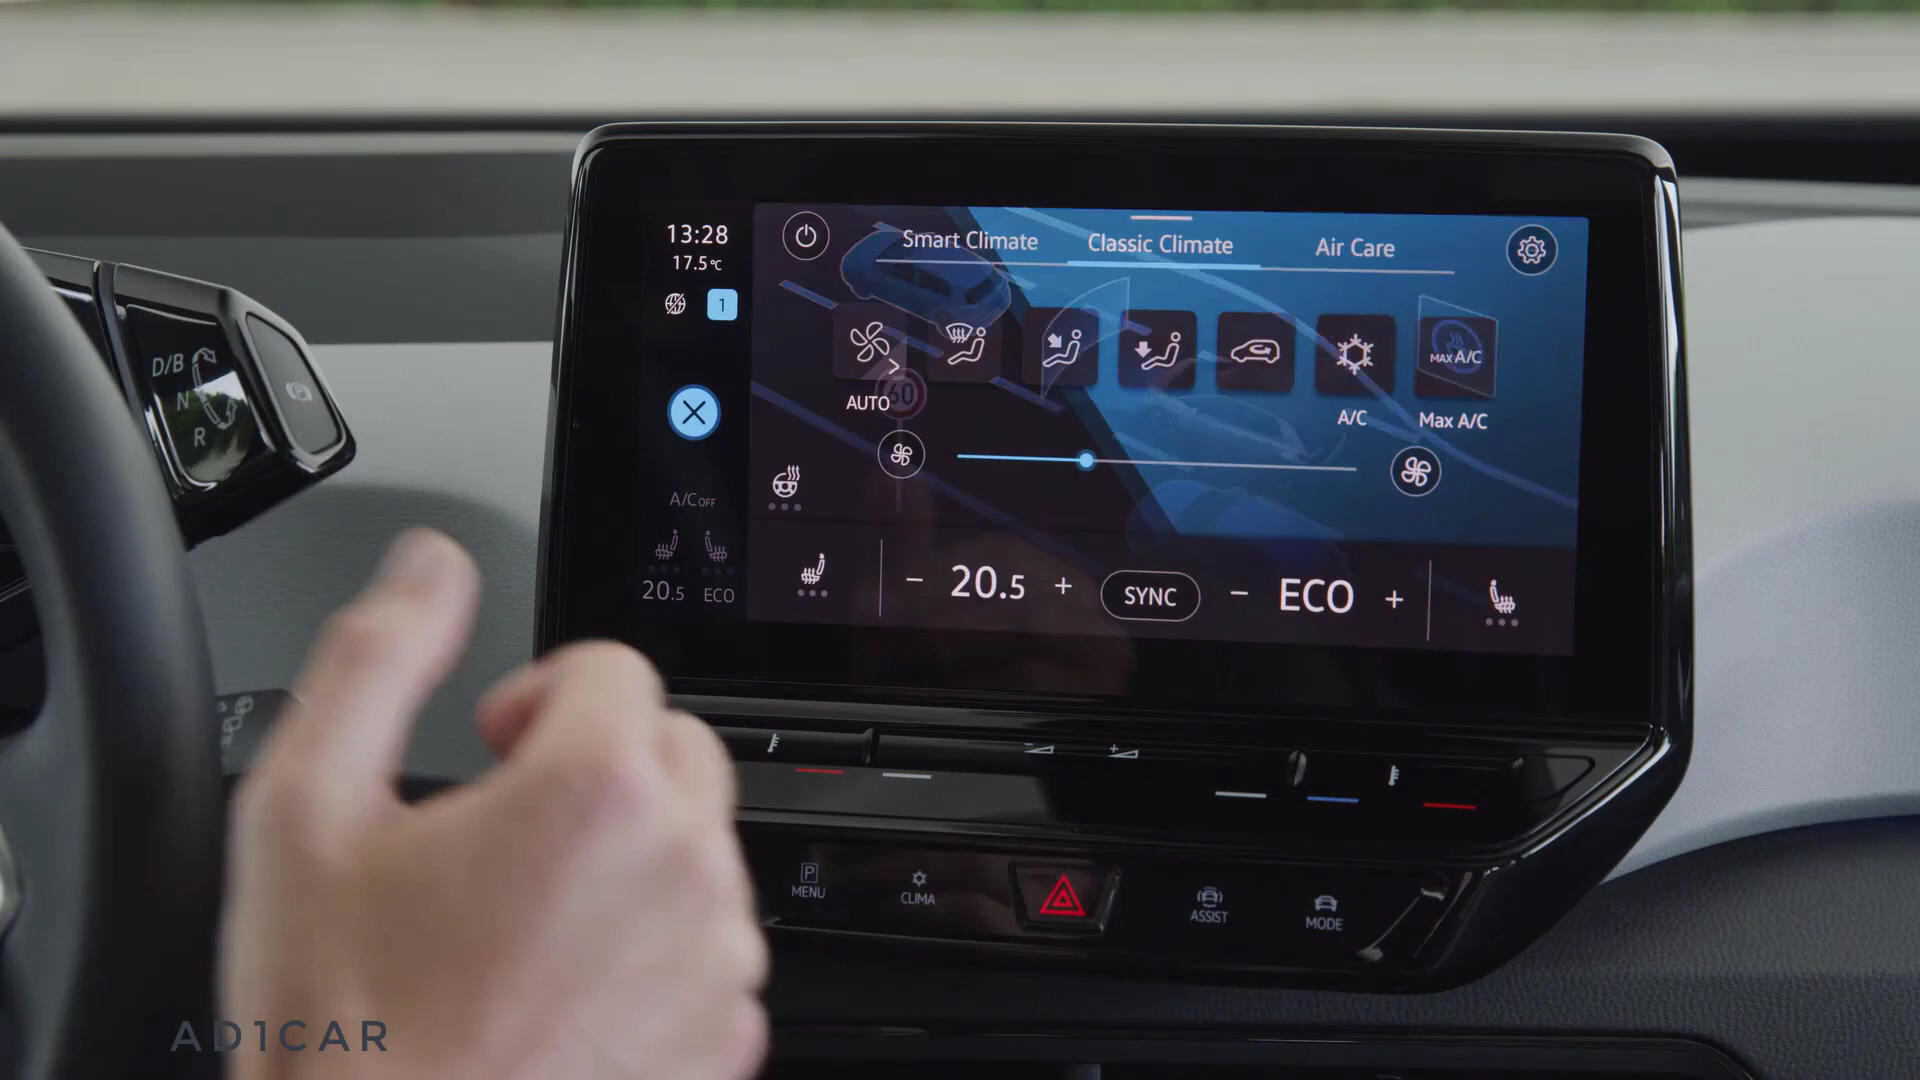 13:28
17.5°C
1
Smart Climate
Classic Climate
Air Care
60
AUTO
MAX A/C
A/C
Max A/C
A/C OFF
20.5
ECO
− 20.5 +
SYNC
− ECO +
D/B
N
R
P
MENU
CLIMA
ASSIST
MODE
AD1CAR